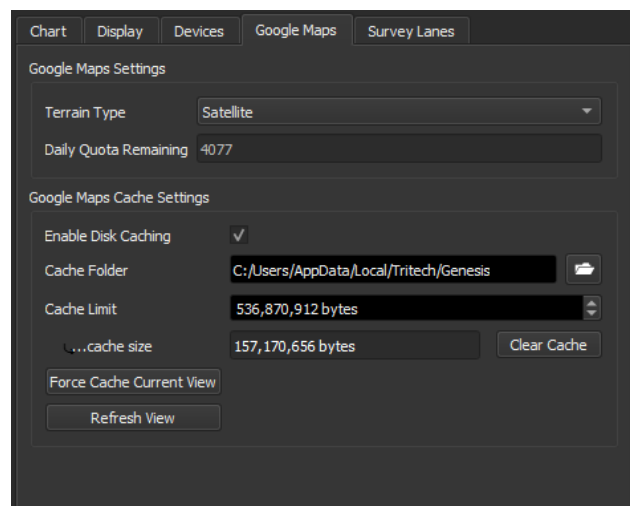 Chart Display Devices Google Maps Survey Lanes
Google Maps Settings
Terrain Type Satellite
Daily Quota Remaining 4077
Google Maps Cache Settings
Enable Disk Caching
Cache Folder C:/Users/AppData/Local/Tritech/Genesis
Cache Limit 536,870,912 bytes
...cache size 157,170,656 bytes Clear Cache
Force Cache Current View
Refresh View